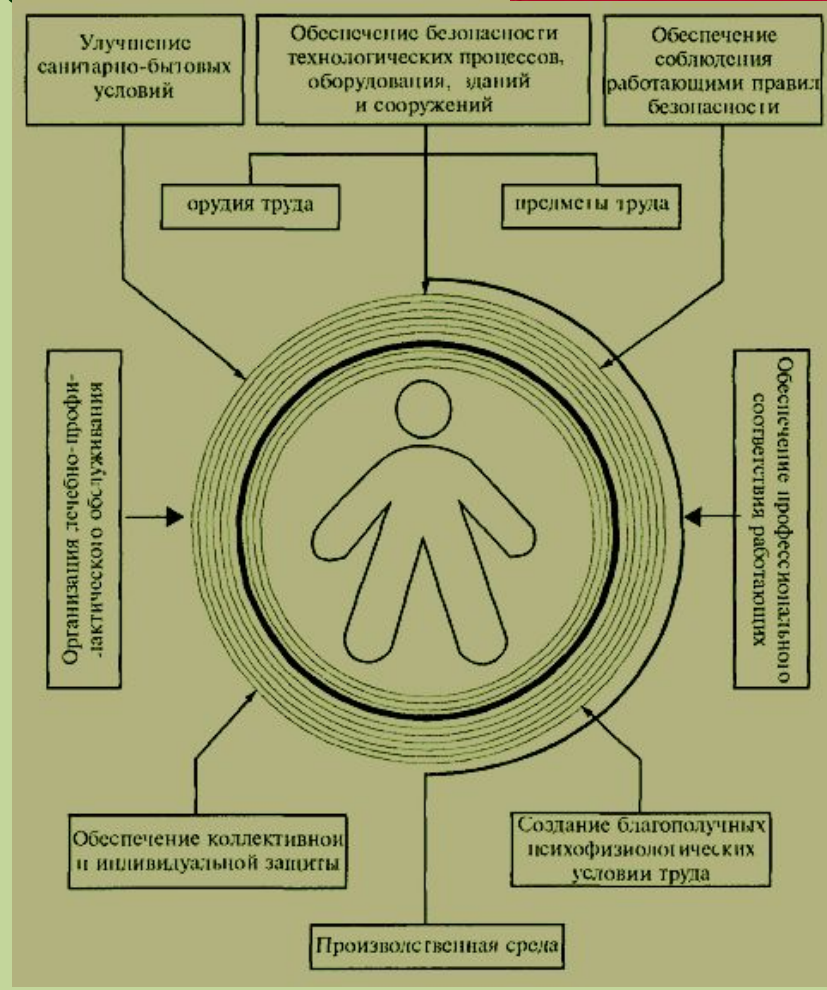 Улучшение
санитарно-бытовых
условий
Обеспечение безопасности
технологических процессов,
оборудования, зданий
и сооружений
Обеспечение
соблюдения
работающими правил
безопасности
орудия труда
предметы труда
Организация лечебно-профи-
лактического обслуживания
Обеспечение профессионального
соответствия работающих
Обеспечение коллективной
и индивидуальной защиты
Создание благополучных
психофизиологических
условий труда
Производственная среда